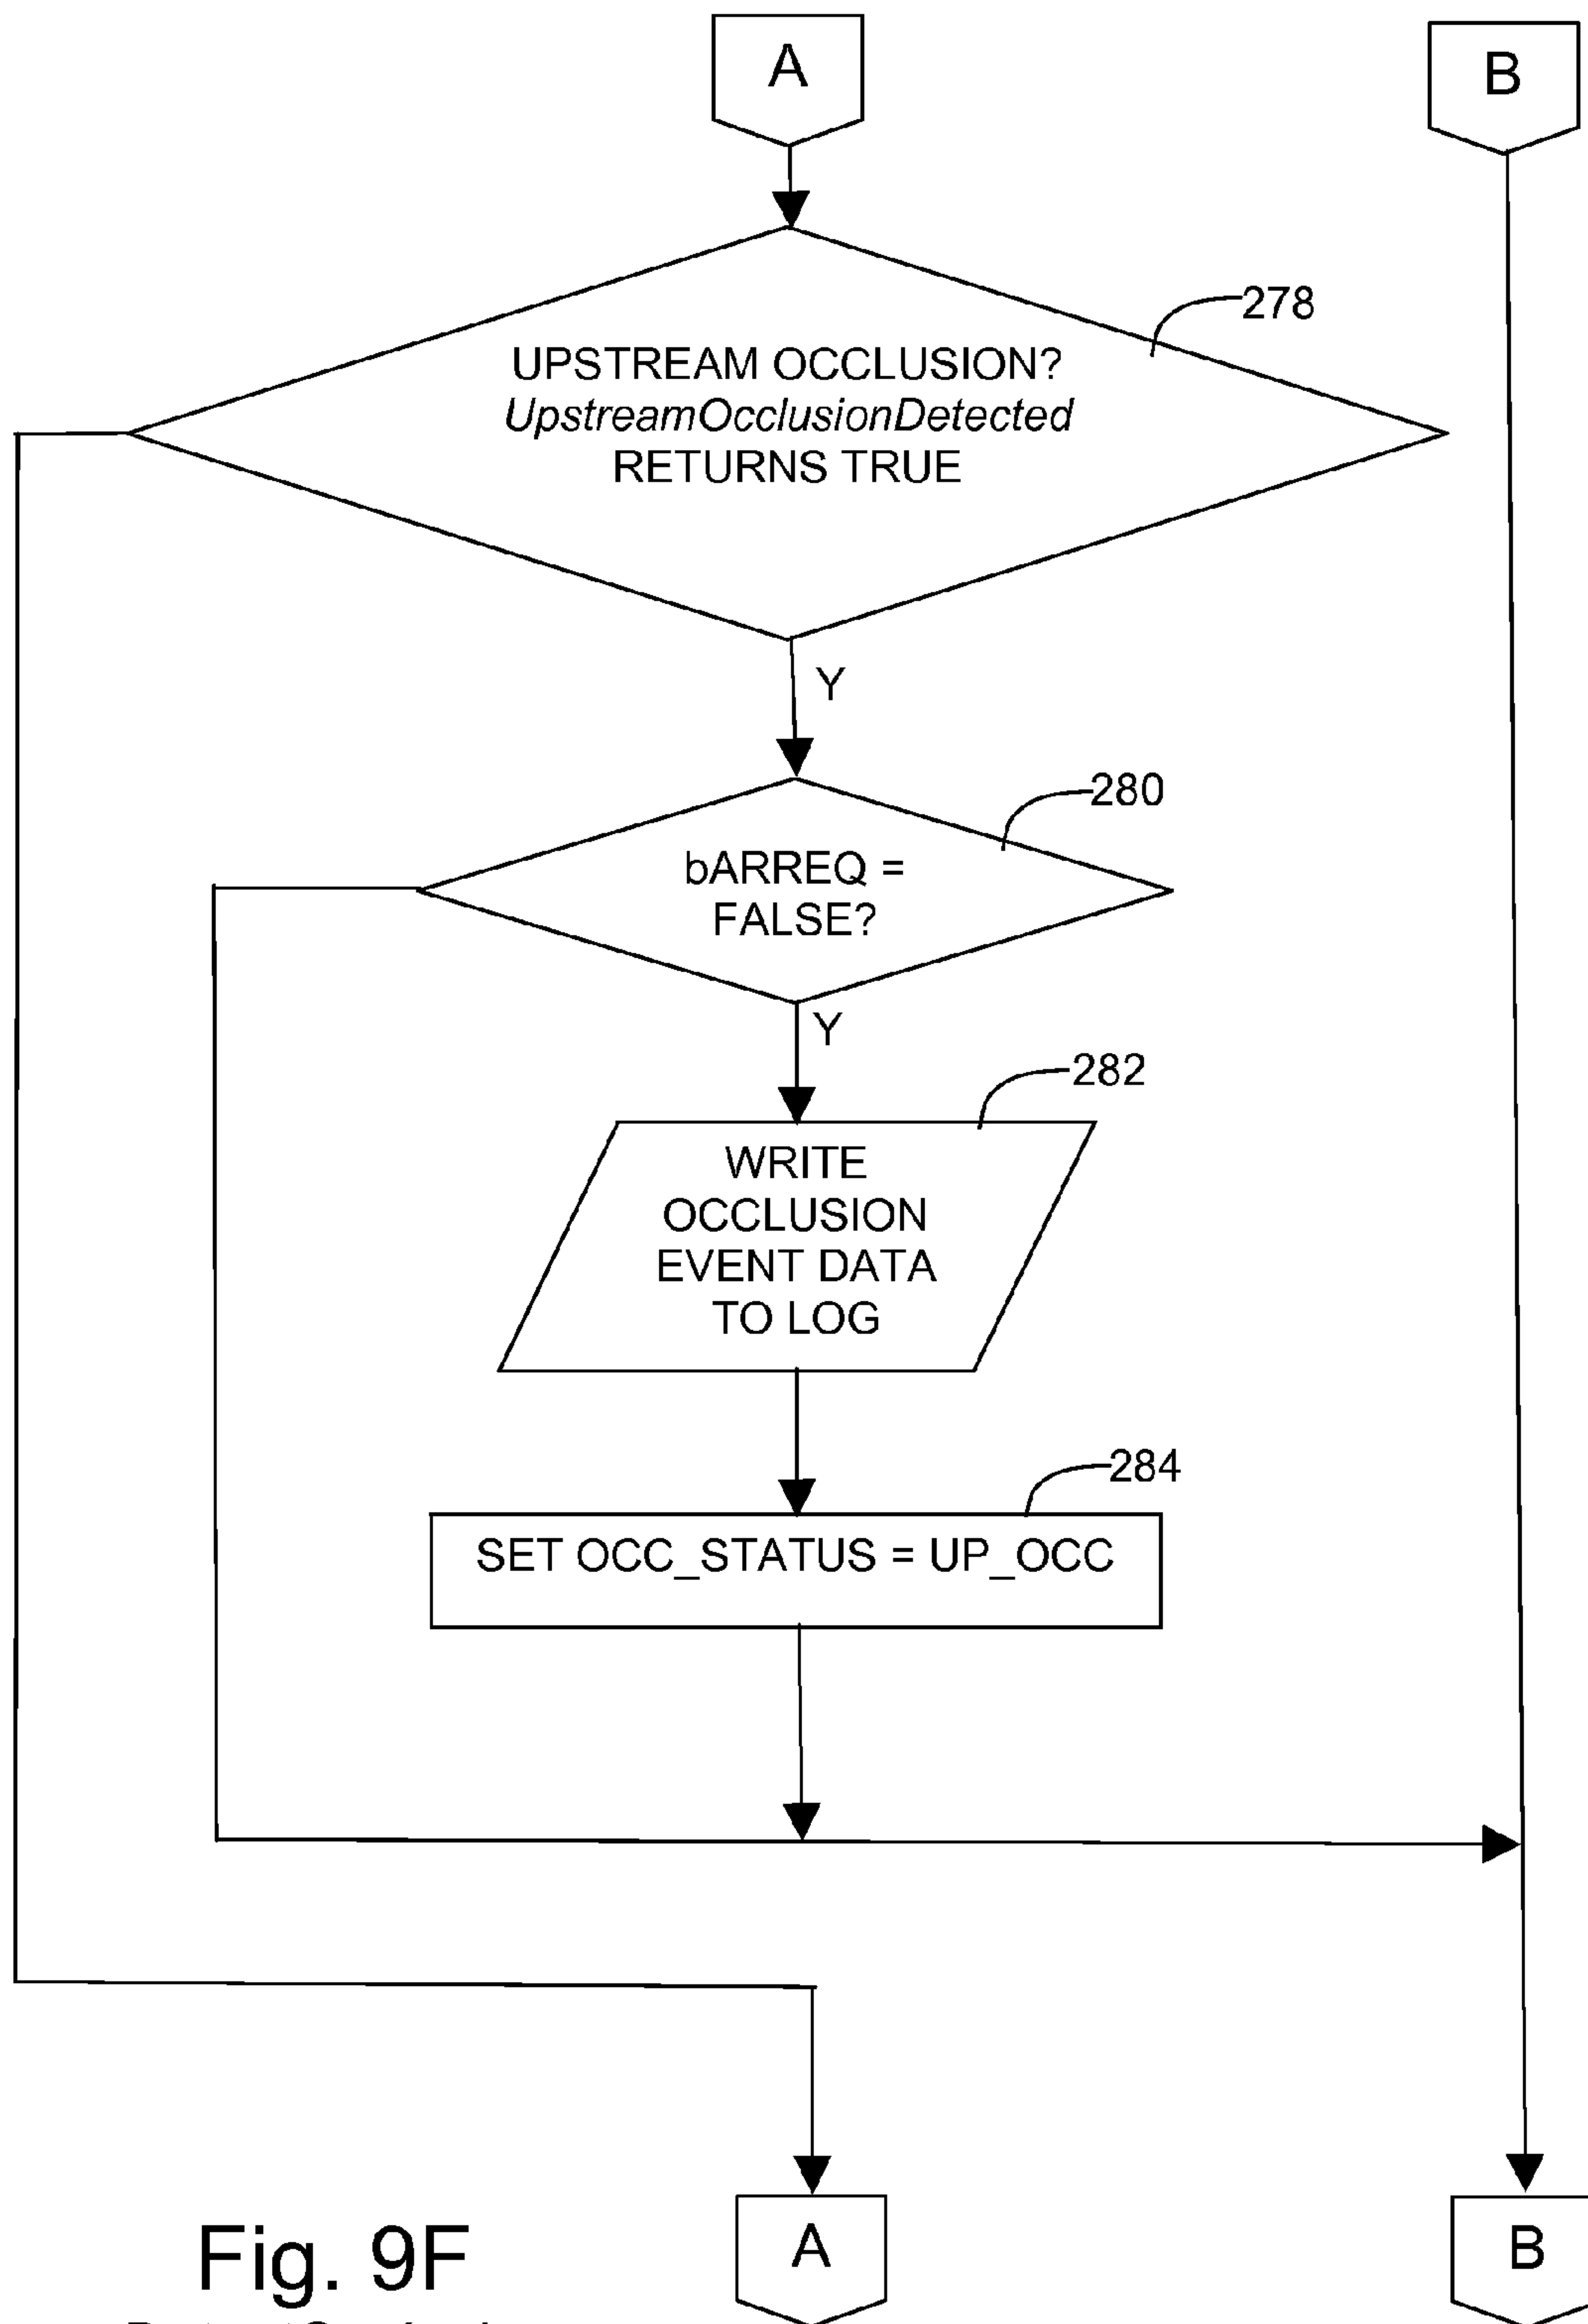 A
B
278
UPSTREAM OCCLUSION?
UpstreamOcclusionDetected
RETURNS TRUE
Y
280
bARREQ =
FALSE?
Y
282
WRITE
OCCLUSION
EVENT DATA
TO LOG
284
SET OCC_STATUS = UP_OCC
A
B
Fig. 9F